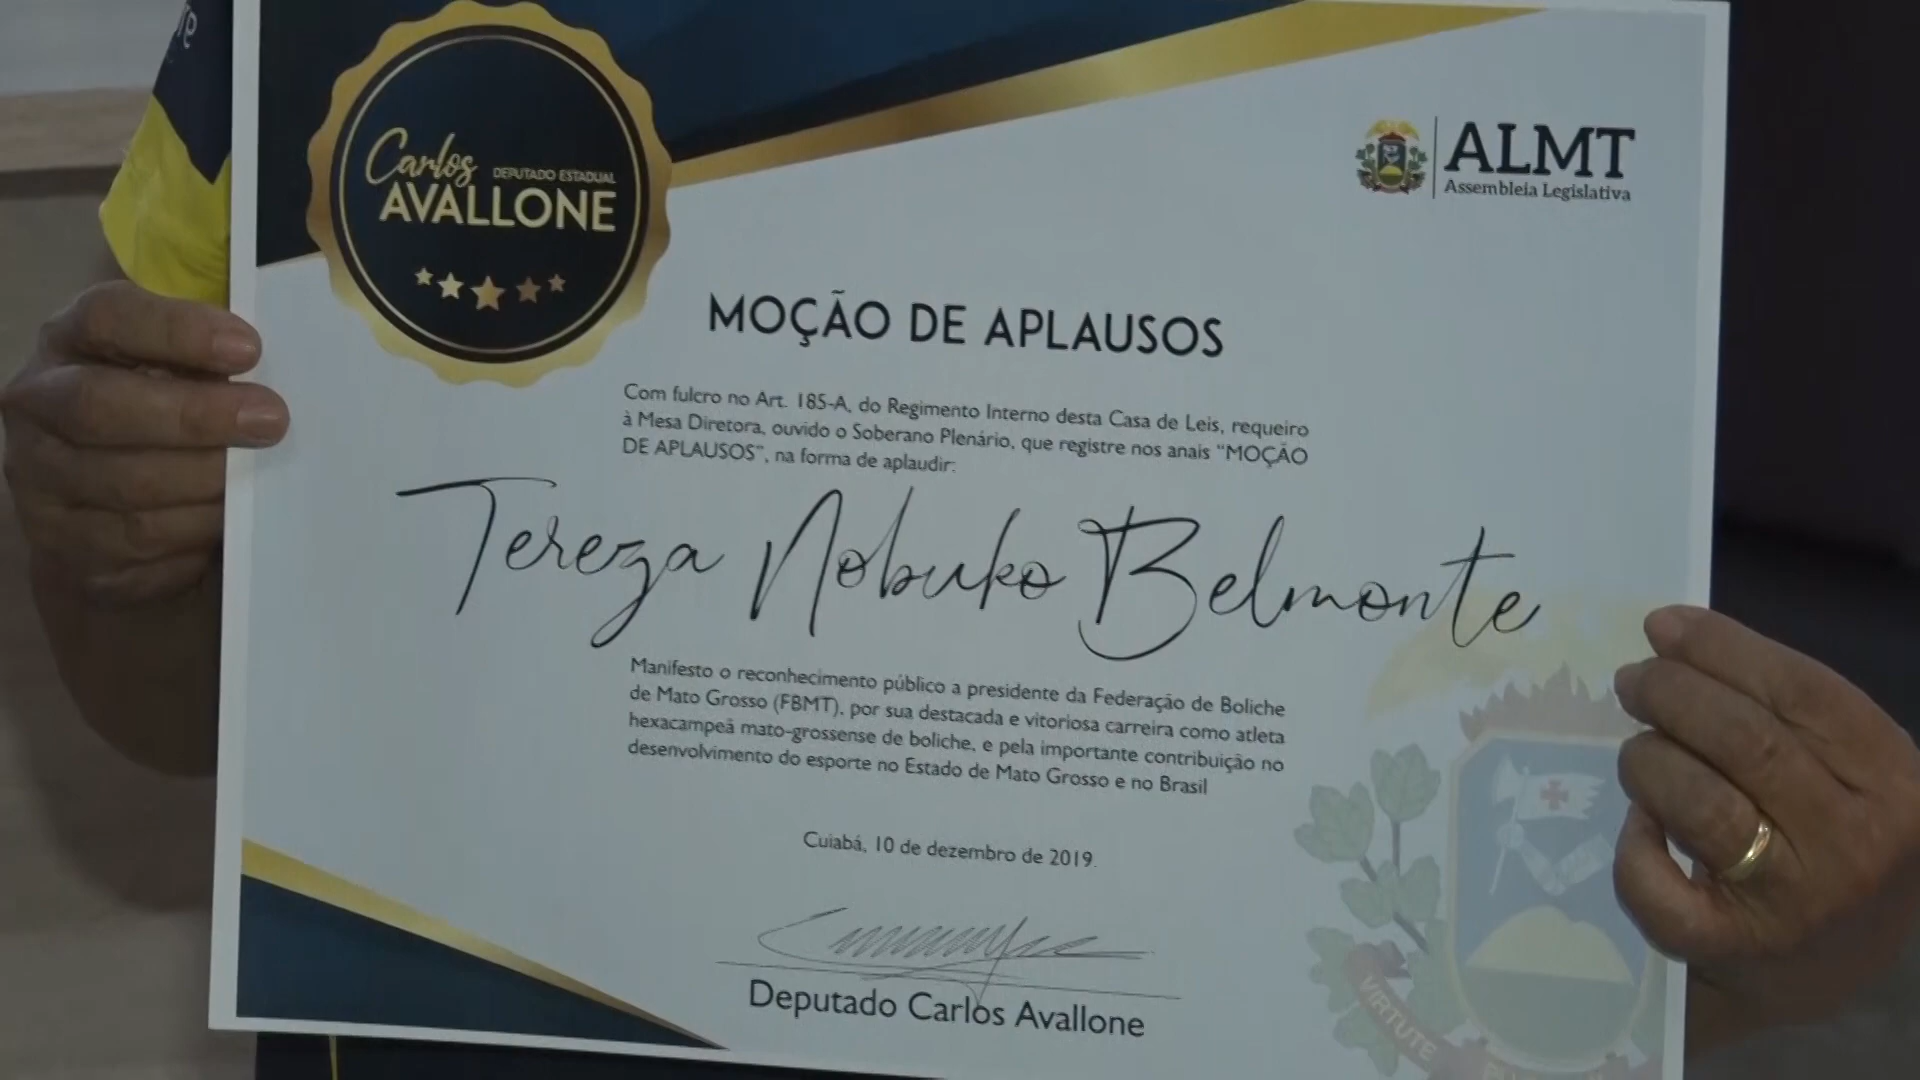 Carlos
DEPUTADO ESTADUAL
AVALLONE
ALMT
Assembleia Legislativa
MOÇÃO DE APLAUSOS
Com fulcro no Art. 185-A, do Regimento Interno desta Casa de Leis, requeiro
à Mesa Diretora, ouvido o Soberano Plenário, que registre nos anais “MOÇÃO
DE APLAUSOS”, na forma de aplaudir:
Tereza Nobuko Belmonte
Manifesto o reconhecimento público a presidente da Federação de Boliche
de Mato Grosso (FBMT), por sua destacada e vitoriosa carreira como atleta
hexacampeã mato-grossense de boliche, e pela importante contribuição no
desenvolvimento do esporte no Estado de Mato Grosso e no Brasil
Cuiabá, 10 de dezembro de 2019.
Deputado Carlos Avallone
VIRTUTE